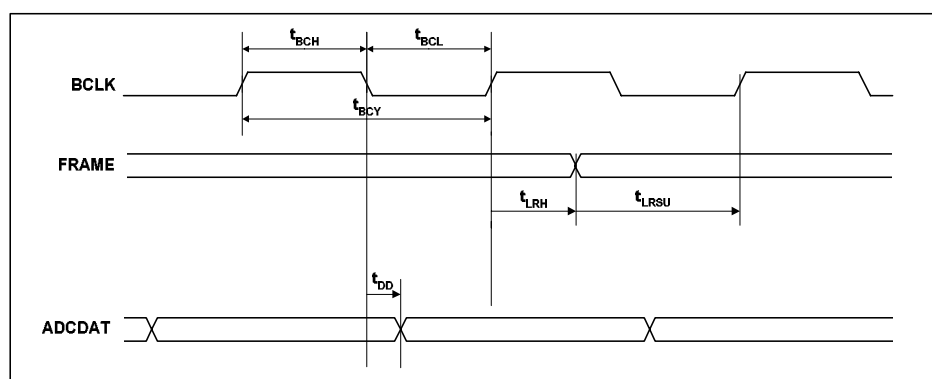 tBCH
tBCL
BCLK
tBCY
FRAME
tLRH
tLRSU
tDD
ADCDAT